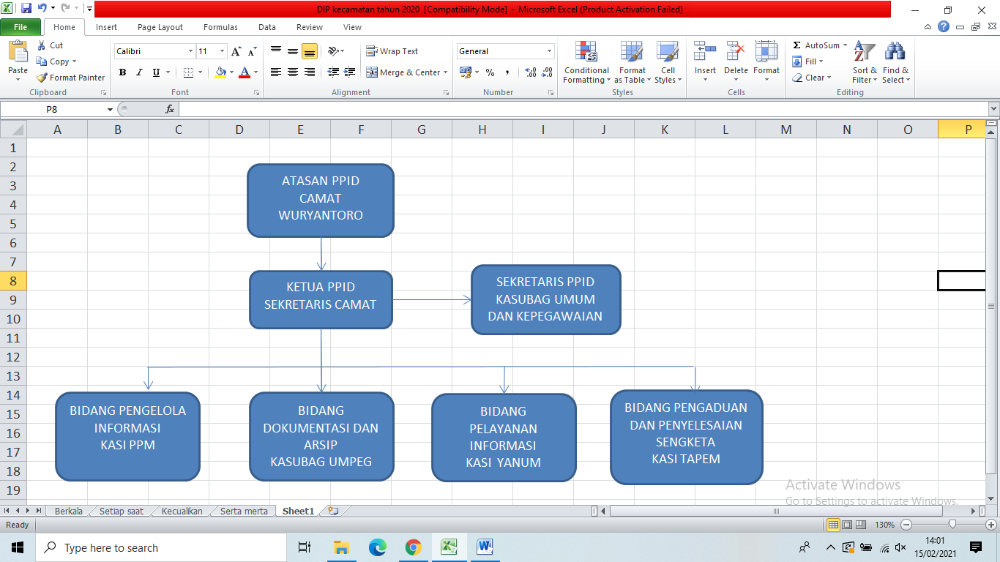 DIP kecamatan tahun 2020 [Compatibility Mode] - Microsoft Excel (Product Activation Failed)
File Home Insert Page Layout Formulas Data Review View
Paste
Cut
Copy
Format Painter
Clipboard
Calibri 11
B I U
Font
Wrap Text
Merge & Center
Alignment
General
% ,
Number
Conditional Formatting
Format as Table
Cell Styles
Styles
Insert Delete Format
Cells
Σ AutoSum
Fill
Clear
Sort & Filter
Find & Select
Editing
P8 fx
A B C D E F G H I J K L M N O P
1
2
3
4
5
6
7
8
9
10
11
12
13
14
15
16
17
18
19
ATASAN PPID
CAMAT
WURYANTORO
KETUA PPID
SEKRETARIS CAMAT
SEKRETARIS PPID
KASUBAG UMUM
DAN KEPEGAWAIAN
BIDANG PENGELOLA
INFORMASI
KASI PPM
BIDANG
DOKUMENTASI DAN
ARSIP
KASUBAG UMPEG
BIDANG
PELAYANAN
INFORMASI
KASI YANUM
BIDANG PENGADUAN
DAN PENYELESAIAN
SENGKETA
KASI TAPEM
Activate Windows
Go to Settings to activate Windows.
Berkala Setiap saat Kecualikan Serta merta Sheet1
Ready 130%
Type here to search
14:01
15/02/2021